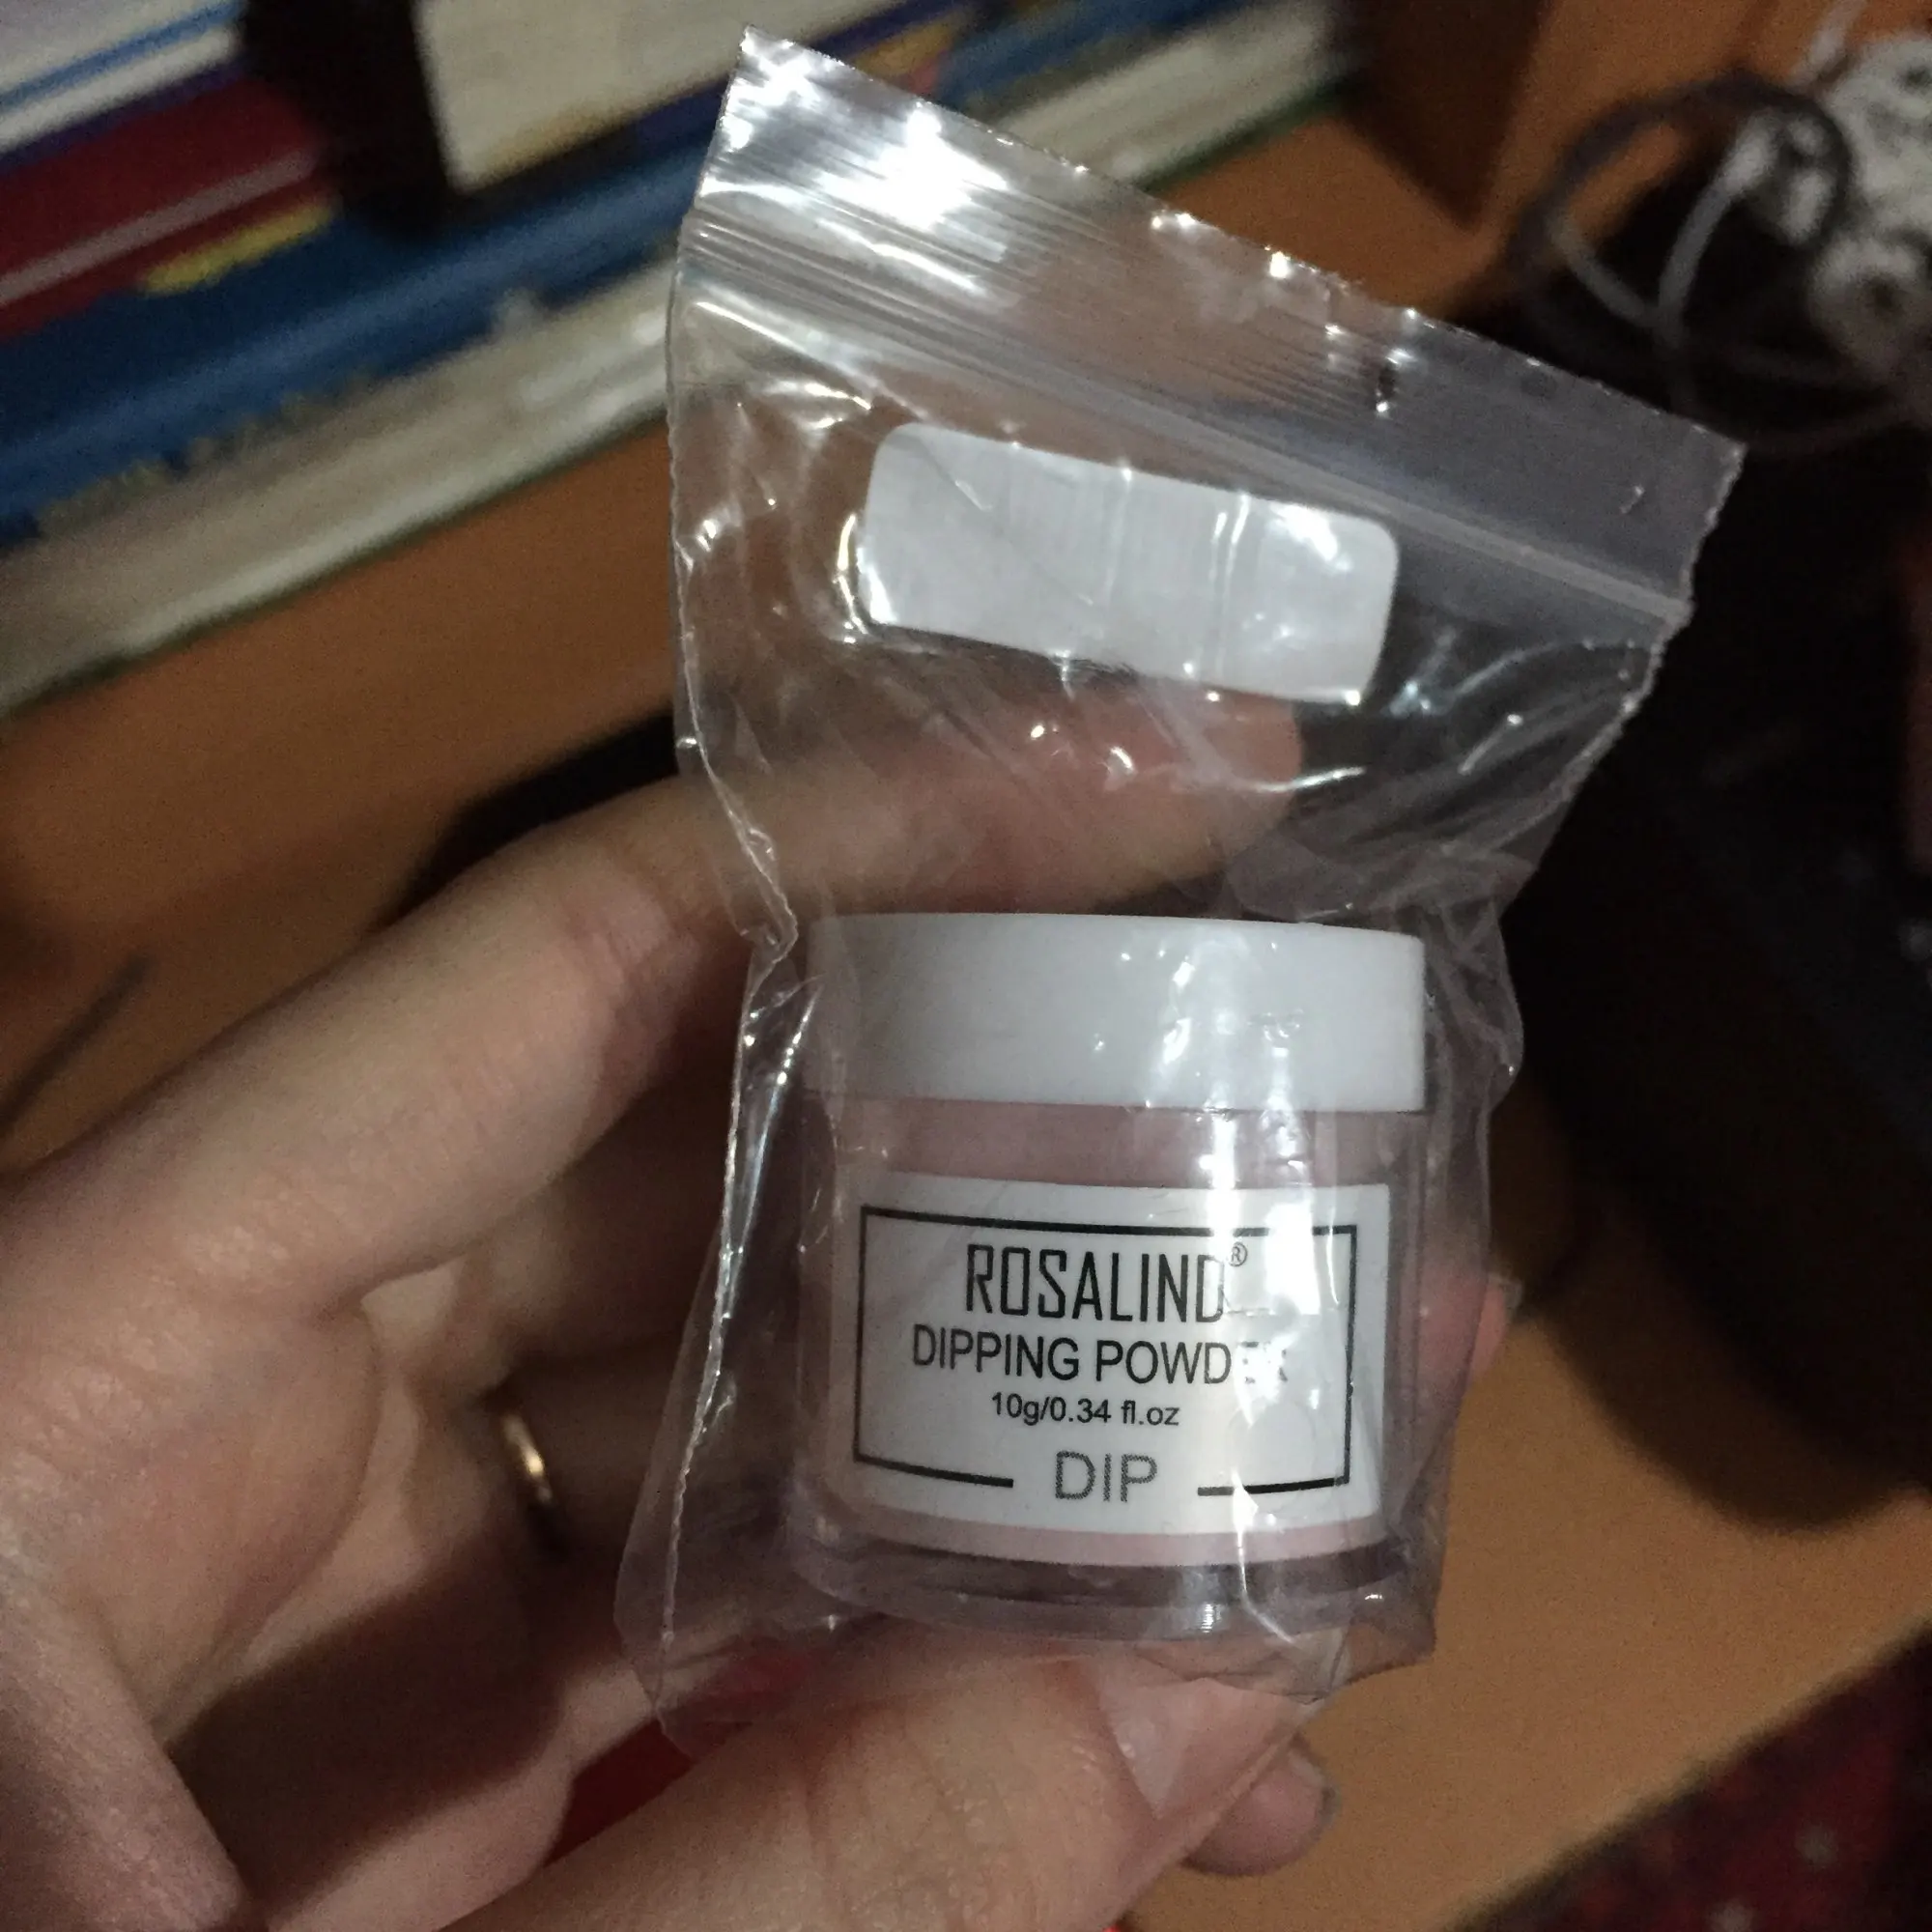 ROSALIND®
DIPPING POWDER
10g/0.34 fl.oz
DIP